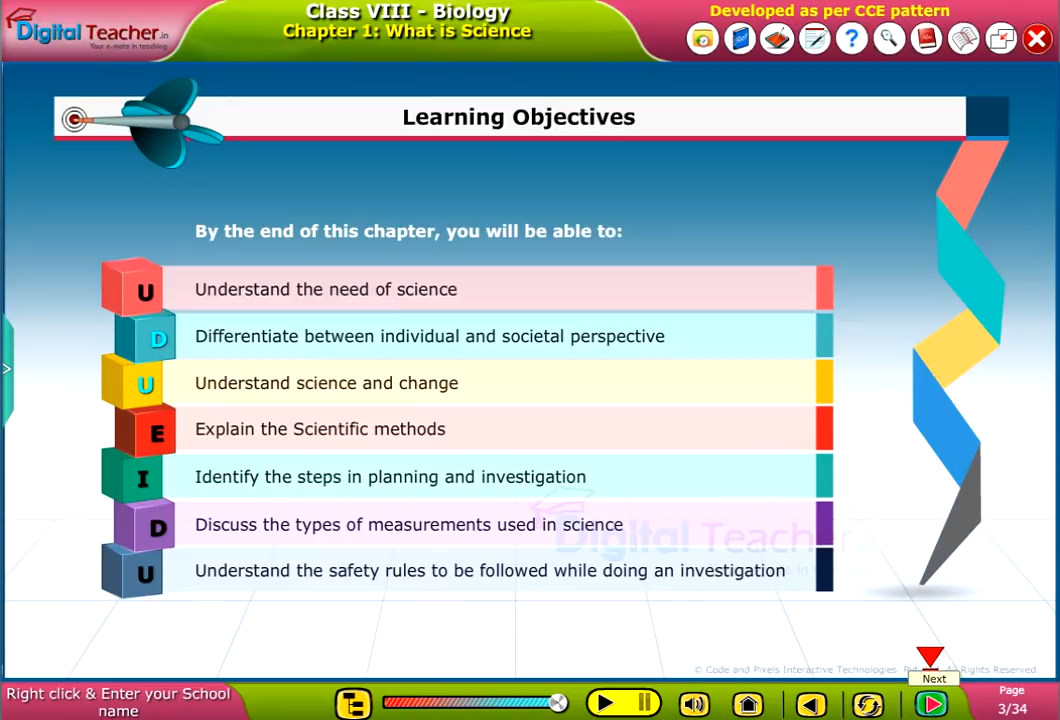 Digital Teacher.in
Your e-mate in teaching
Class VIII - Biology
Chapter 1: What is Science
Developed as per CCE pattern
Learning Objectives
By the end of this chapter, you will be able to:
U Understand the need of science
D Differentiate between individual and societal perspective
U Understand science and change
E Explain the Scientific methods
I Identify the steps in planning and investigation
D Discuss the types of measurements used in science
U Understand the safety rules to be followed while doing an investigation
Digital Teacher
© Code and Pixels Interactive Technologies. All Rights Reserved
Next
Right click & Enter your School
name
Page
3/34